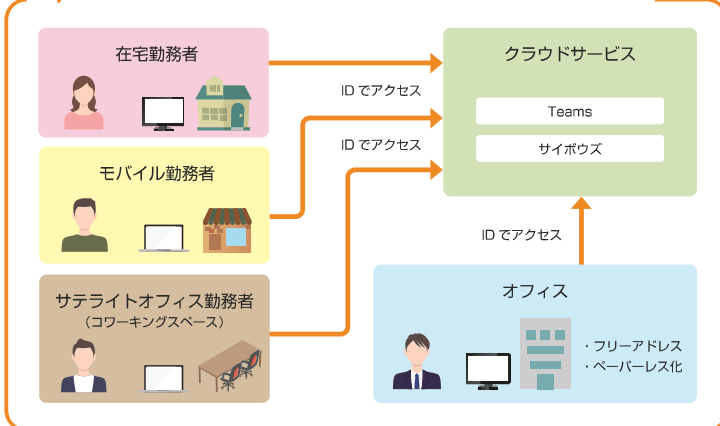 在宅勤務者
モバイル勤務者
サテライトオフィス勤務者
（コワーキングスペース）
IDでアクセス
IDでアクセス
クラウドサービス
Teams
サイボウズ
IDでアクセス
オフィス
・フリーアドレス
・ペーパーレス化